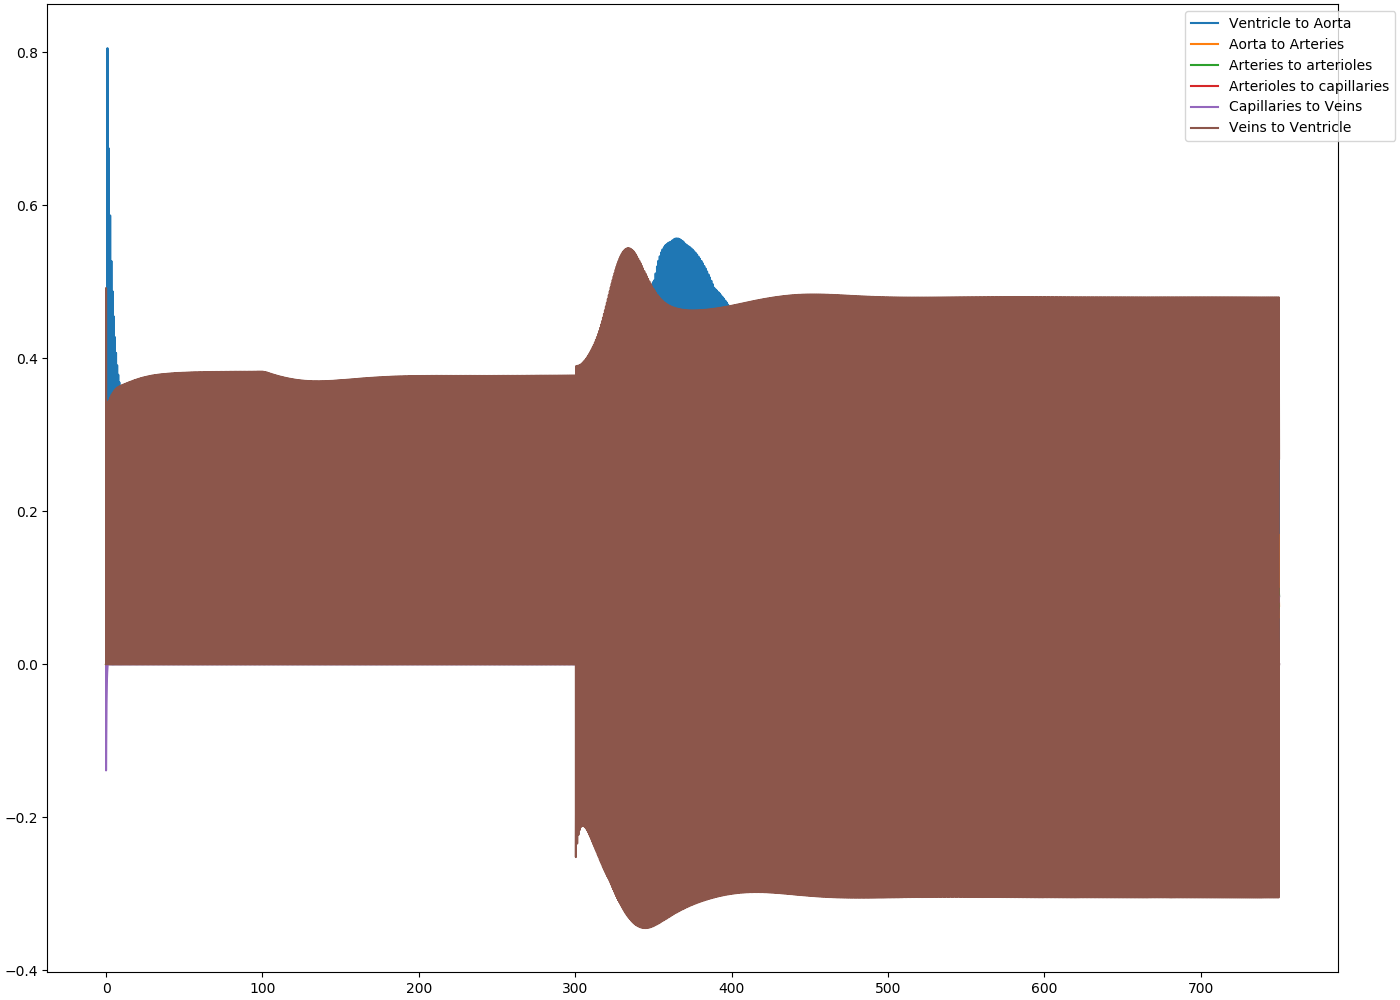 Ventricle to Aorta
Aorta to Arteries
Arteries to arterioles
Arterioles to capillaries
Capillaries to Veins
Veins to Ventricle
0.8
0.6
0.4
0.2
0.0
−0.2
−0.4
0 100 200 300 400 500 600 700